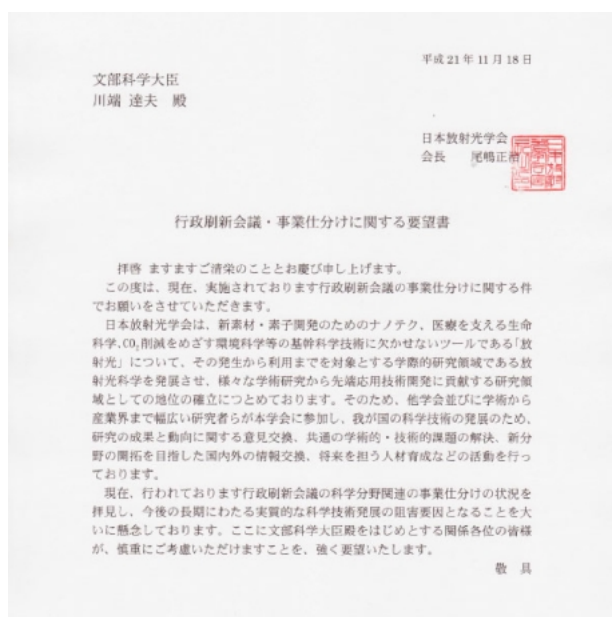 平成21年11月18日
文部科学大臣
川端 達夫 殿
日本放射光学会
会長 尾嶋正治
行政刷新会議・事業仕分けに関する要望書
拝啓 ますますご清栄のこととお慶び申し上げます。
この度は、現在、実施されております行政刷新会議の事業仕分けに関する件
でお願いをさせていただきます。
日本放射光学会は、新素材・素子開発のためのナノテク、医療を支える生命
科学、CO₂削減をめざす環境科学等の基幹科学技術に欠かせないツールである「放
射光」について、その発生から利用までを対象とする学際的研究領域である放
射光科学を発展させ、様々な学術研究から先端応用技術開発に貢献する研究領
域としての地位の確立につとめております。そのため、他学会並びに学術から
産業界まで幅広い研究者らが本学会に参加し、我が国の科学技術の発展のため、
研究の成果と動向に関する意見交換、共通の学術的・技術的課題の解決、新分
野の開拓を目指した国内外の情報交換、将来を担う人材育成などの活動を行っ
ております。
現在、行われております行政刷新会議の科学分野関連の事業仕分けの状況を
拝見し、今後の長期にわたる実質的な科学技術発展の阻害要因となることを大
いに懸念しております。ここに文部科学大臣殿をはじめとする関係各位の皆様
が、慎重にご考慮いただけますことを、強く要望いたします。
敬 具